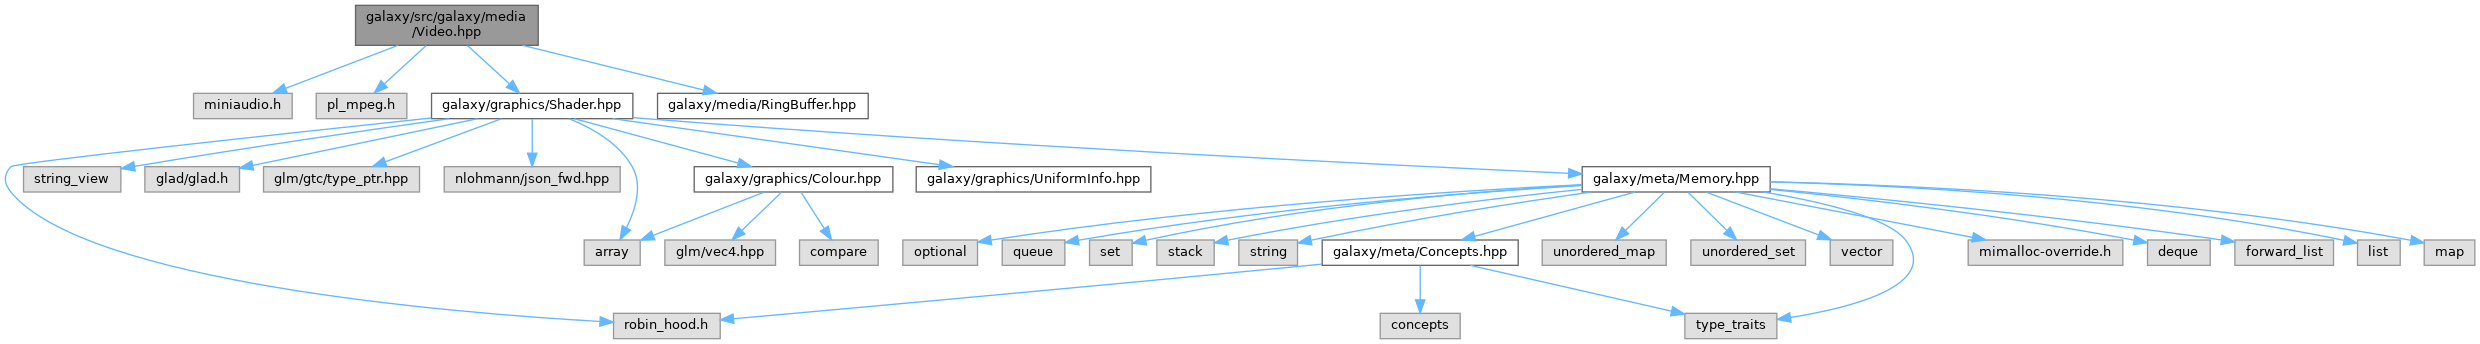 galaxy/src/galaxy/media
/Video.hpp
miniaudio.h
pl_mpeg.h
galaxy/graphics/Shader.hpp
galaxy/media/RingBuffer.hpp
string_view
glad/glad.h
glm/gtc/type_ptr.hpp
nlohmann/json_fwd.hpp
galaxy/graphics/Colour.hpp
galaxy/graphics/UniformInfo.hpp
galaxy/meta/Memory.hpp
array
glm/vec4.hpp
compare
optional
queue
set
stack
string
galaxy/meta/Concepts.hpp
unordered_map
unordered_set
vector
mimalloc-override.h
deque
forward_list
list
map
robin_hood.h
concepts
type_traits